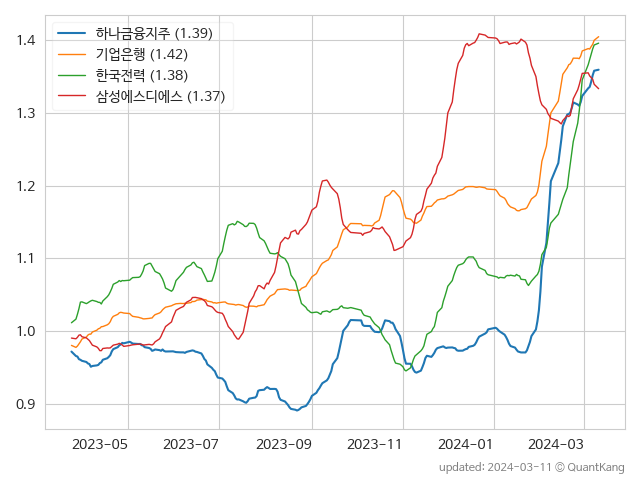 하나금융지주 (1.39)
기업은행 (1.42)
한국전력 (1.38)
삼성에스디에스 (1.37)
1.4
1.3
1.2
1.1
1.0
0.9
2023-05 2023-07 2023-09 2023-11 2024-01 2024-03
updated: 2024-03-11 © QuantKang